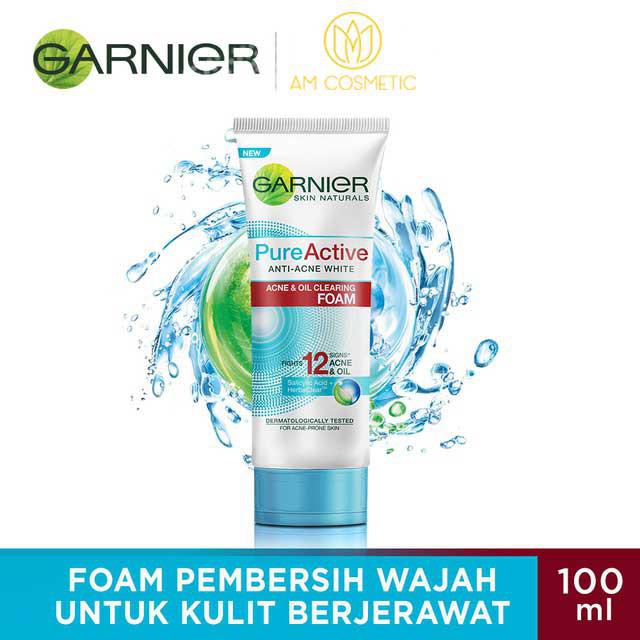 GARNIER
AM COSMETIC
NEW
GARNIER
SKIN NATURALS
PureActive
ANTI-ACNE WHITE
ACNE & OIL CLEARING
FOAM
FIGHTS 12 SIGNS* ACNE & OIL
Salicylic Acid +
HerbaClear™
DERMATOLOGICALLY TESTED
FOR ACNE-PRONE SKIN
FOAM PEMBERSIH WAJAH
UNTUK KULIT BERJERAWAT
100
ml